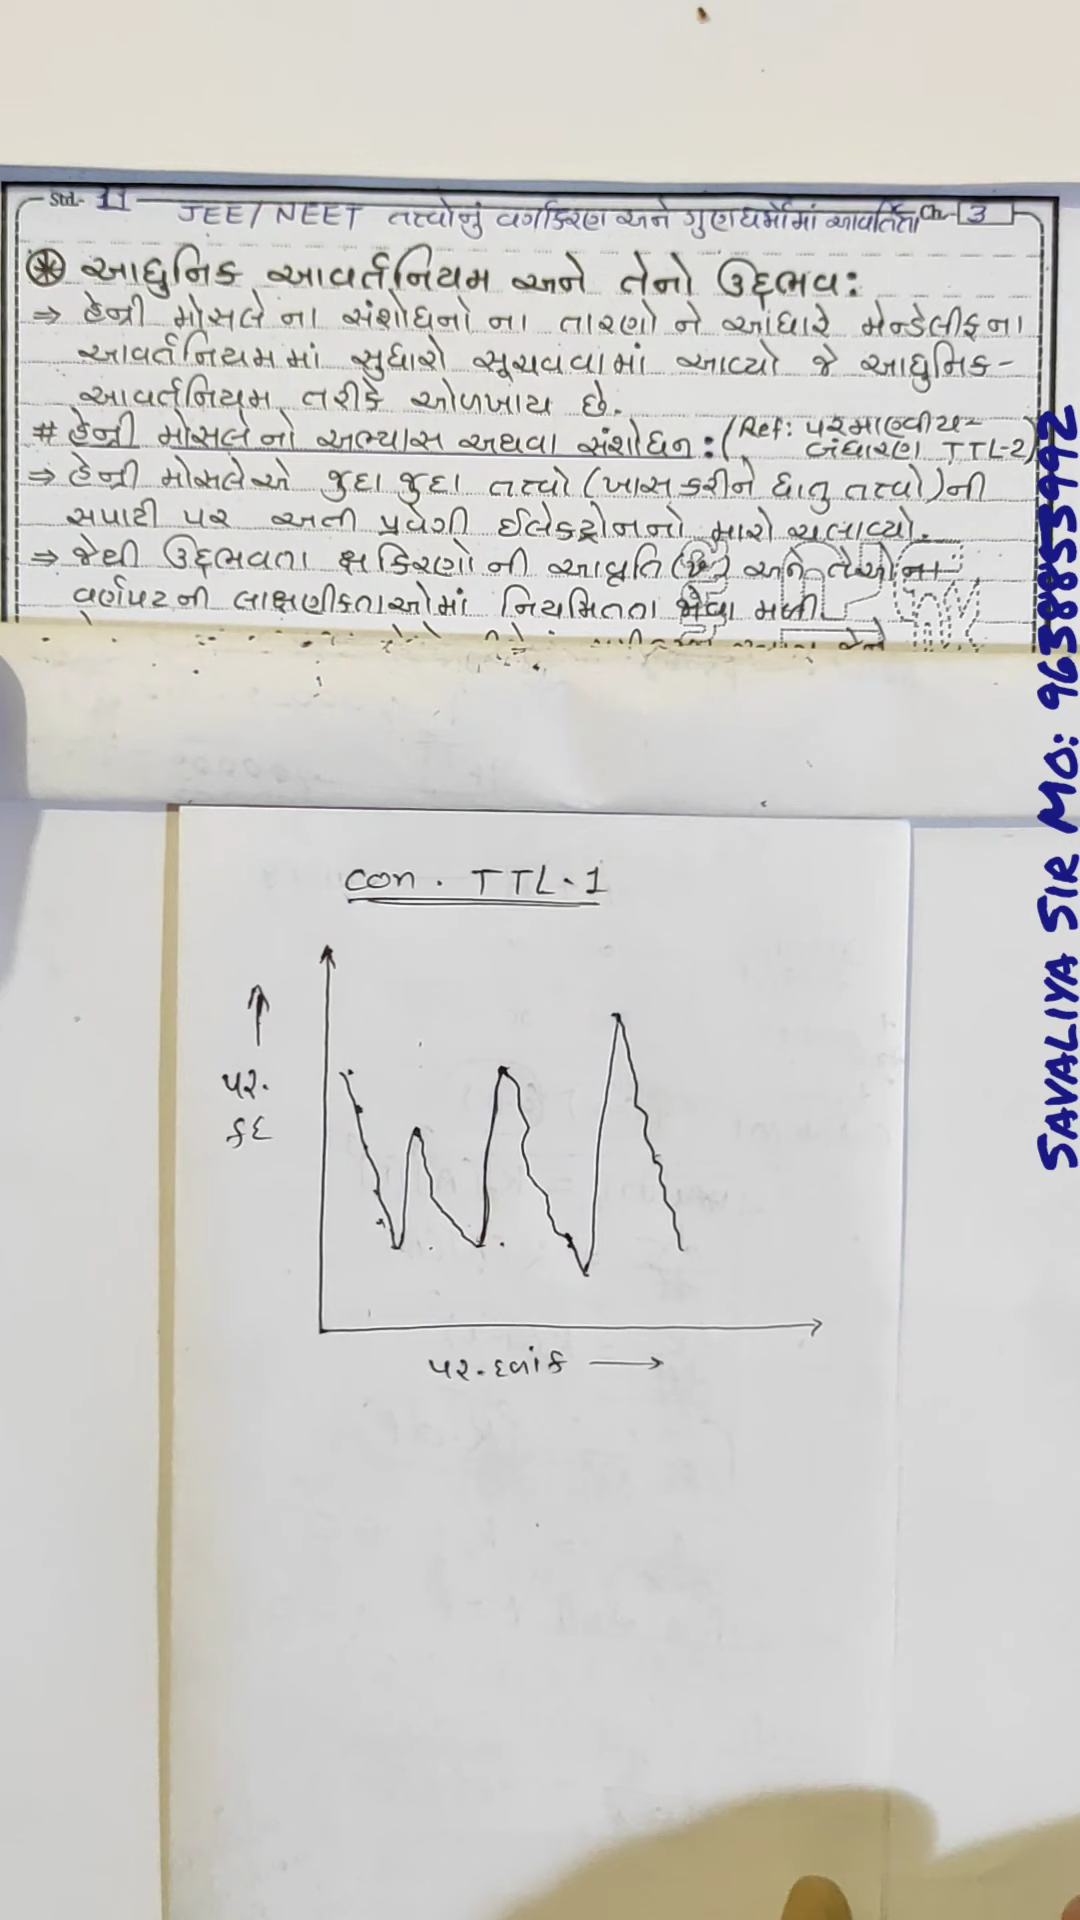 Std.- 11
JEE/NEET તત્ત્વોનું વર્ગીકરણ અને ગુણધર્મોમાં આવર્તિતા Ch.- 3
આધુનિક આવર્તનિયમ અને તેનો ઉદ્દભવ:
⇒ હેન્રી મોસલે ના સંશોધનો ના તારણો ને આધારે મેન્ડેલીફના
આવર્તનિયમમાં સુધારો સૂચવવામાં આવ્યો જે આધુનિક-
આવર્તનિયમ તરીકે ઓળખાય છે.
# હેન્રી મોસલેનો અભ્યાસ અથવા સંશોધન: (Ref: પરમાણ્વીય-
બંધારણ TTL-2)
⇒ હેન્રી મોસલેએ જુદા જુદા તત્ત્વો (ખાસ કરીને ધાતુ તત્ત્વો)ની
સપાટી પર અતી પ્રવેગી ઈલેક્ટ્રોનનો મારો ચલાવ્યો.
⇒ જેથી ઉદ્દભવતા ક્ષ કિરણો ની આવૃતિ અને તેઓના
વર્ણપટની લાક્ષણીકતાઓમાં નિયમિતતા જોવા મળી.
SAVALIYA SIR MO: 9638853992
con. TTL-1
પર.
કદ
પર.દળાંક